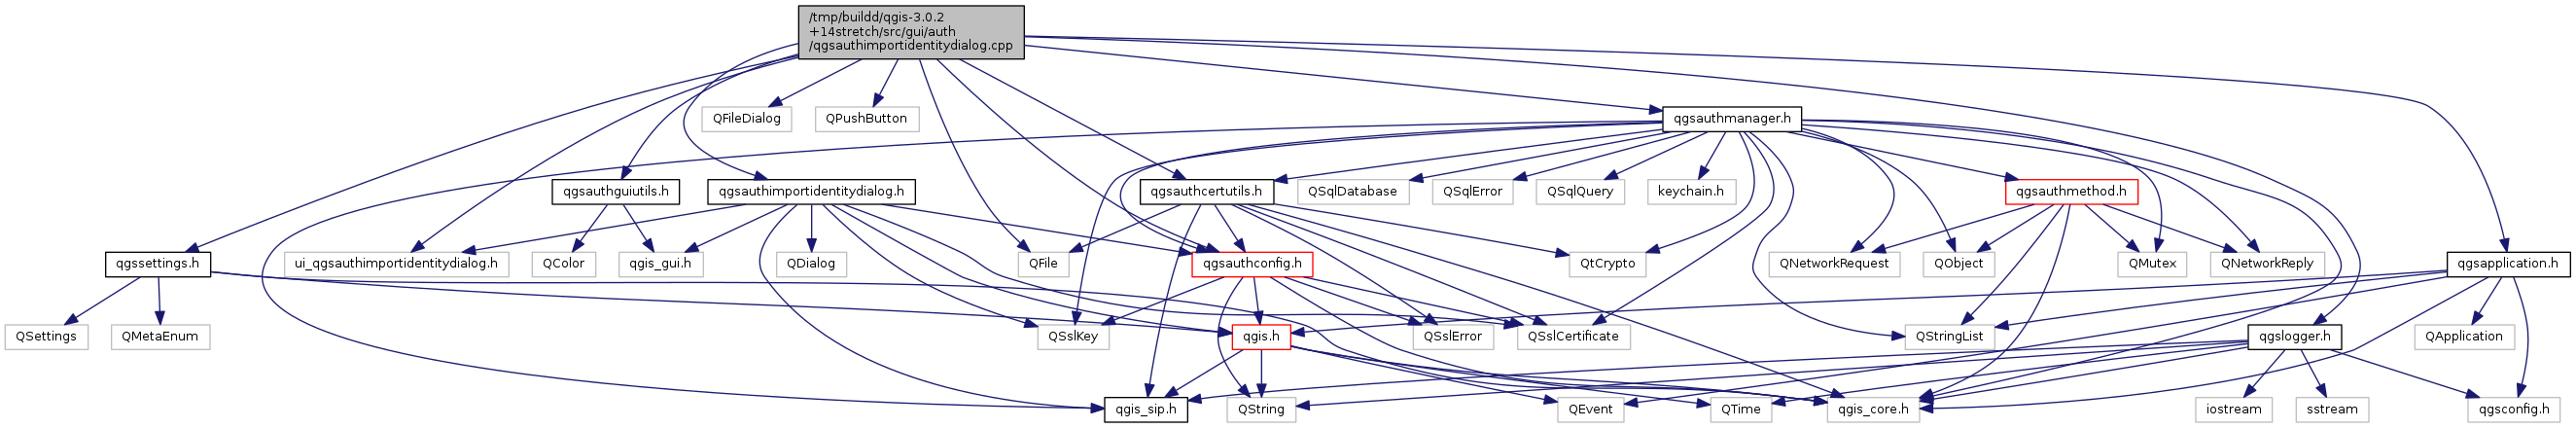 /tmp/buildd/qgis-3.0.2
+14stretch/src/gui/auth
/qgsauthimportidentitydialog.cpp
QFileDialog
QPushButton
qgsauthmanager.h
qgsauthguiutils.h
qgsauthimportidentitydialog.h
qgsauthcertutils.h
QSqlDatabase
QSqlError
QSqlQuery
keychain.h
qgsauthmethod.h
qgssettings.h
ui_qgsauthimportidentitydialog.h
QColor
qgis_gui.h
QDialog
QFile
qgsauthconfig.h
QtCrypto
QNetworkRequest
QObject
QMutex
QNetworkReply
qgsapplication.h
QSettings
QMetaEnum
QSslKey
qgis.h
QSslError
QSslCertificate
QStringList
qgslogger.h
QApplication
qgis_sip.h
QString
QEvent
QTime
qgis_core.h
iostream
sstream
qgsconfig.h